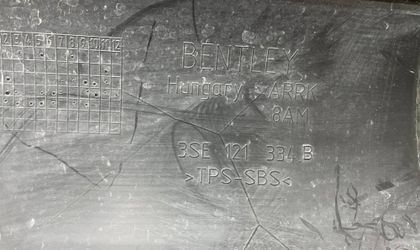 1 2 3 4 5 6 7 8 9 10 11 12
BENTLEY
Hungary ARRK
8AM
3SE 121 334 B
>TPS-SBS<